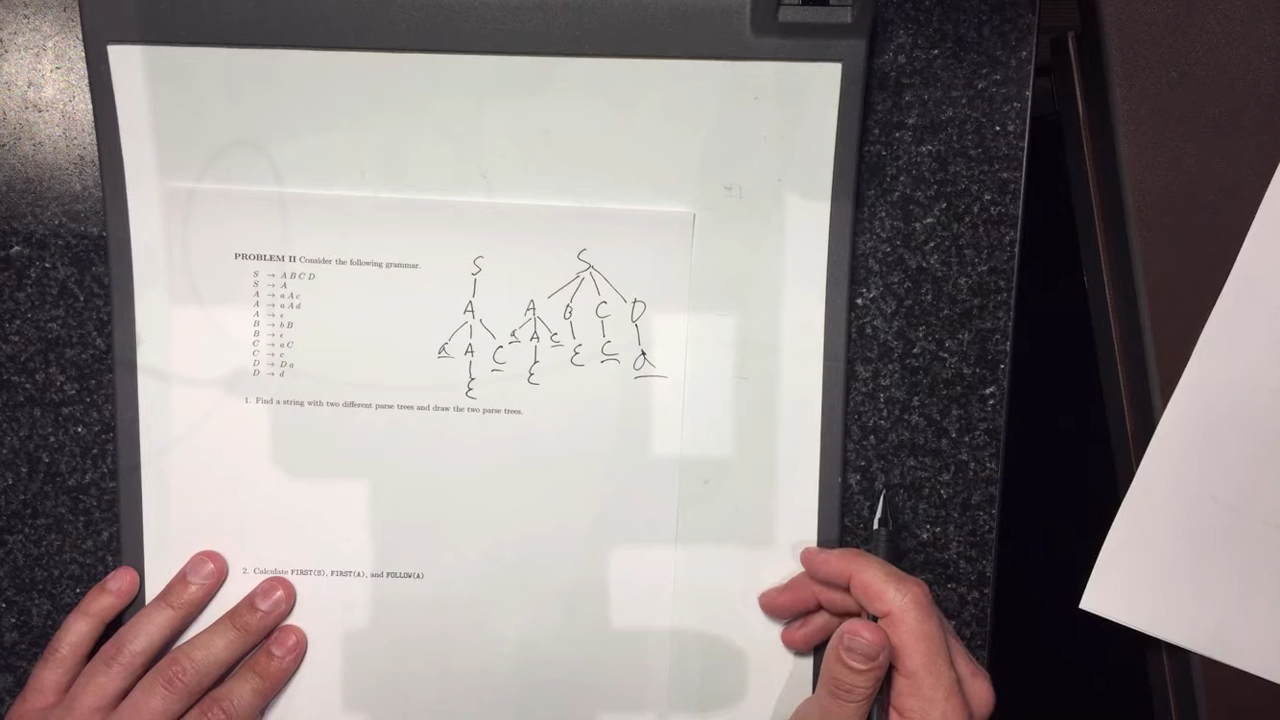 PROBLEM II Consider the following grammar.
S → A B C D
S → A
A → a A c
A → a A d
A → ε
B → b B
B → ε
C → a C
C → c
D → D a
D → d
S S
A A B C D
a A C a A c ε c d
ε ε
1. Find a string with two different parse trees and draw the two parse trees.
2. Calculate FIRST(S), FIRST(A), and FOLLOW(A)